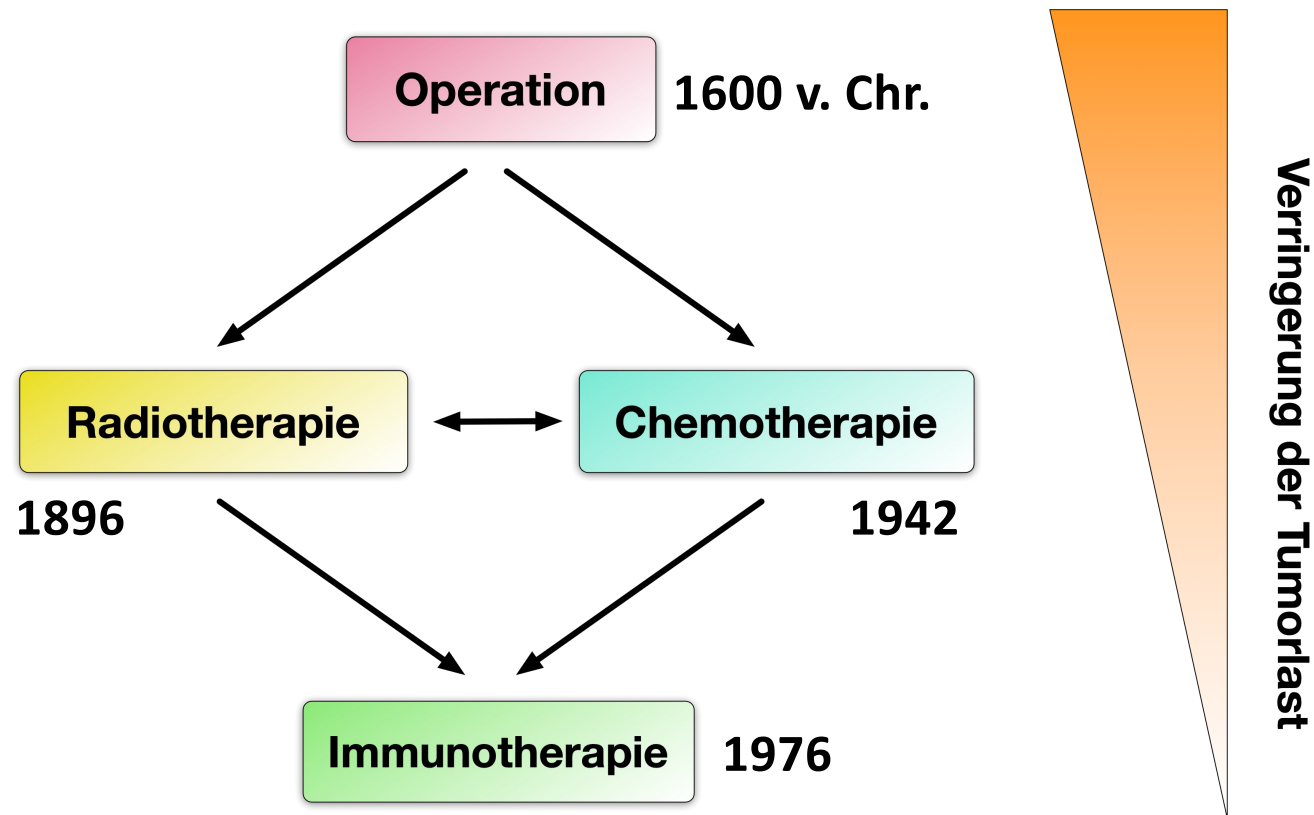 Operation
1600 v. Chr.
Radiotherapie
Chemotherapie
1896
1942
Immunotherapie
1976
Verringerung der Tumorlast